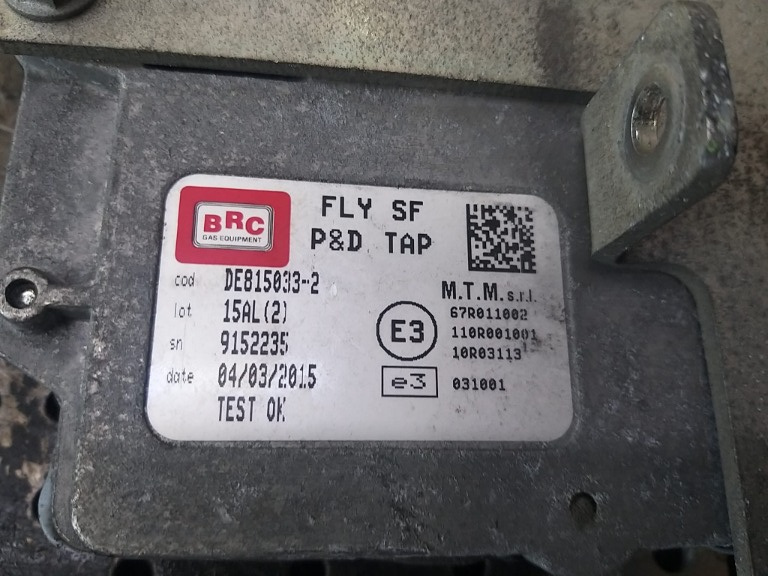 BRC
GAS EQUIPMENT
FLY SF
P&D TAP
cod DE815033-2
lot 15AL(2)
sn 9152235
date 04/03/2015
TEST OK
M.T.M. s.r.l.
E3
67R011002
110R001001
10R03113
e3 031001